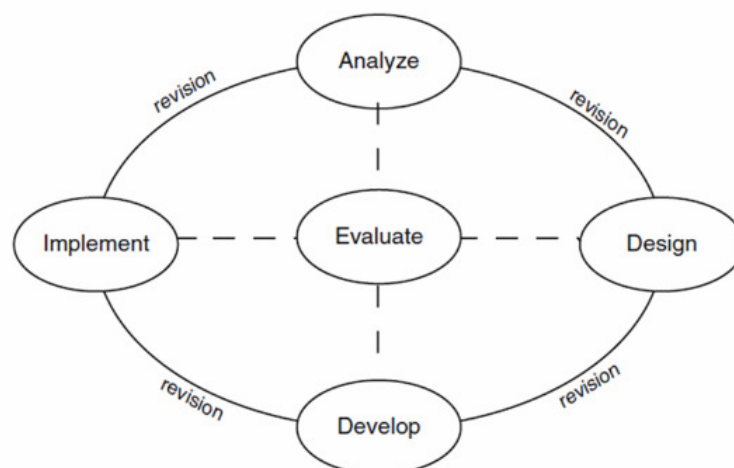 Analyze
revision
revision
Implement
Evaluate
Design
revision
revision
Develop